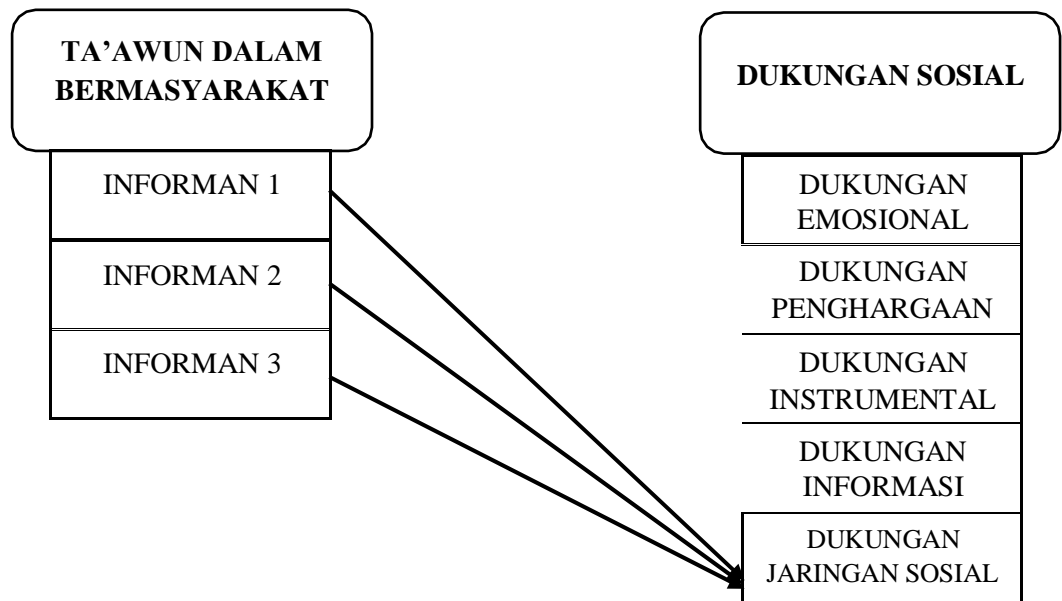 TA’AWUN DALAM
BERMASYARAKAT
INFORMAN 1
INFORMAN 2
INFORMAN 3
DUKUNGAN SOSIAL
DUKUNGAN
EMOSIONAL
DUKUNGAN
PENGHARGAAN
DUKUNGAN
INSTRUMENTAL
DUKUNGAN
INFORMASI
DUKUNGAN
JARINGAN SOSIAL